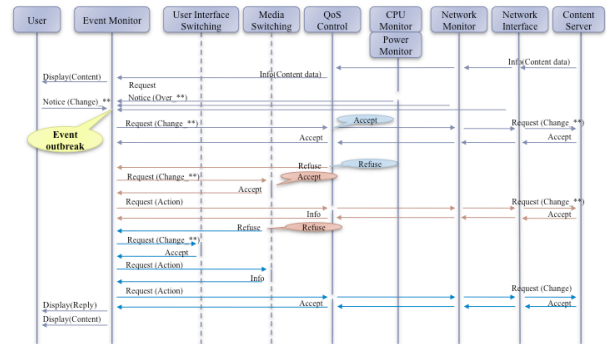 User
Event Monitor
User Interface
Switching
Media
Switching
QoS
Control
CPU
Monitor
Power
Monitor
Network
Monitor
Network
Interface
Content
Server
Info(Content data)
Display(Content)
Info(Content data)
Request
Notice (Change)_**
Notice (Over_**)
Request (Change_**)
Accept
Request (Change_**)
Event
outbreak
Accept
Accept
Refuse
Refuse
Request (Change_**)
Accept
Accept
Request (Action)
Request (Change_**)
Info
Accept
Refuse
Refuse
Request (Change_**)
Accept
Request (Action)
Info
Request (Action)
Request (Change)
Display(Reply)
Accept
Accept
Display(Content)